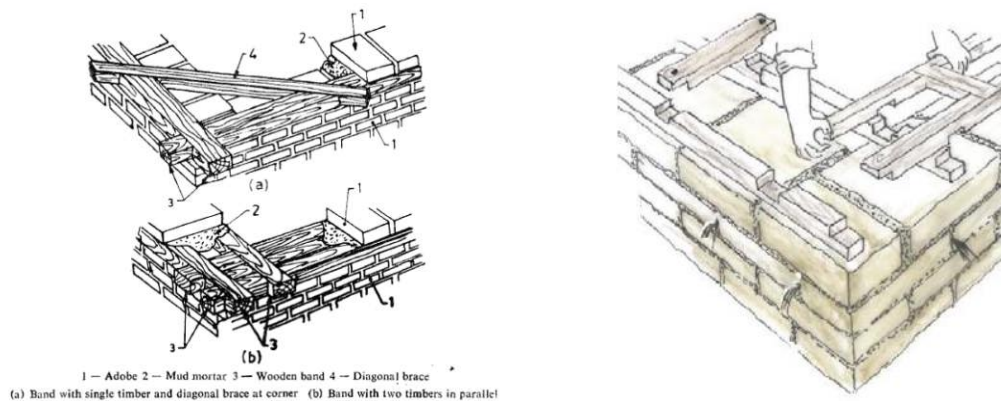 1
2
4
1
3
(a)
2
1
3
3
1
(b)
1 — Adobe 2 — Mud mortar 3 — Wooden band 4 — Diagonal brace
(a) Band with single timber and diagonal brace at corner (b) Band with two timbers in parallel